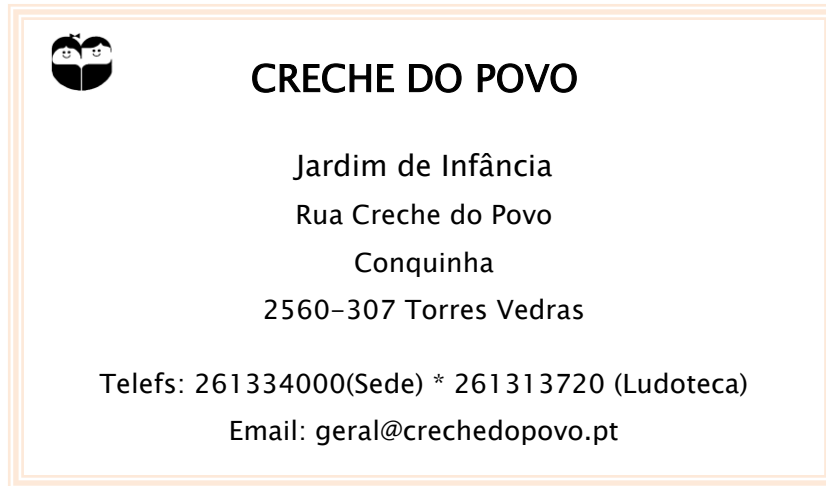 CRECHE DO POVO
Jardim de Infância
Rua Creche do Povo
Conquinha
2560-307 Torres Vedras
Telefs: 261334000(Sede) * 261313720 (Ludoteca)
Email: geral@crechedopovo.pt